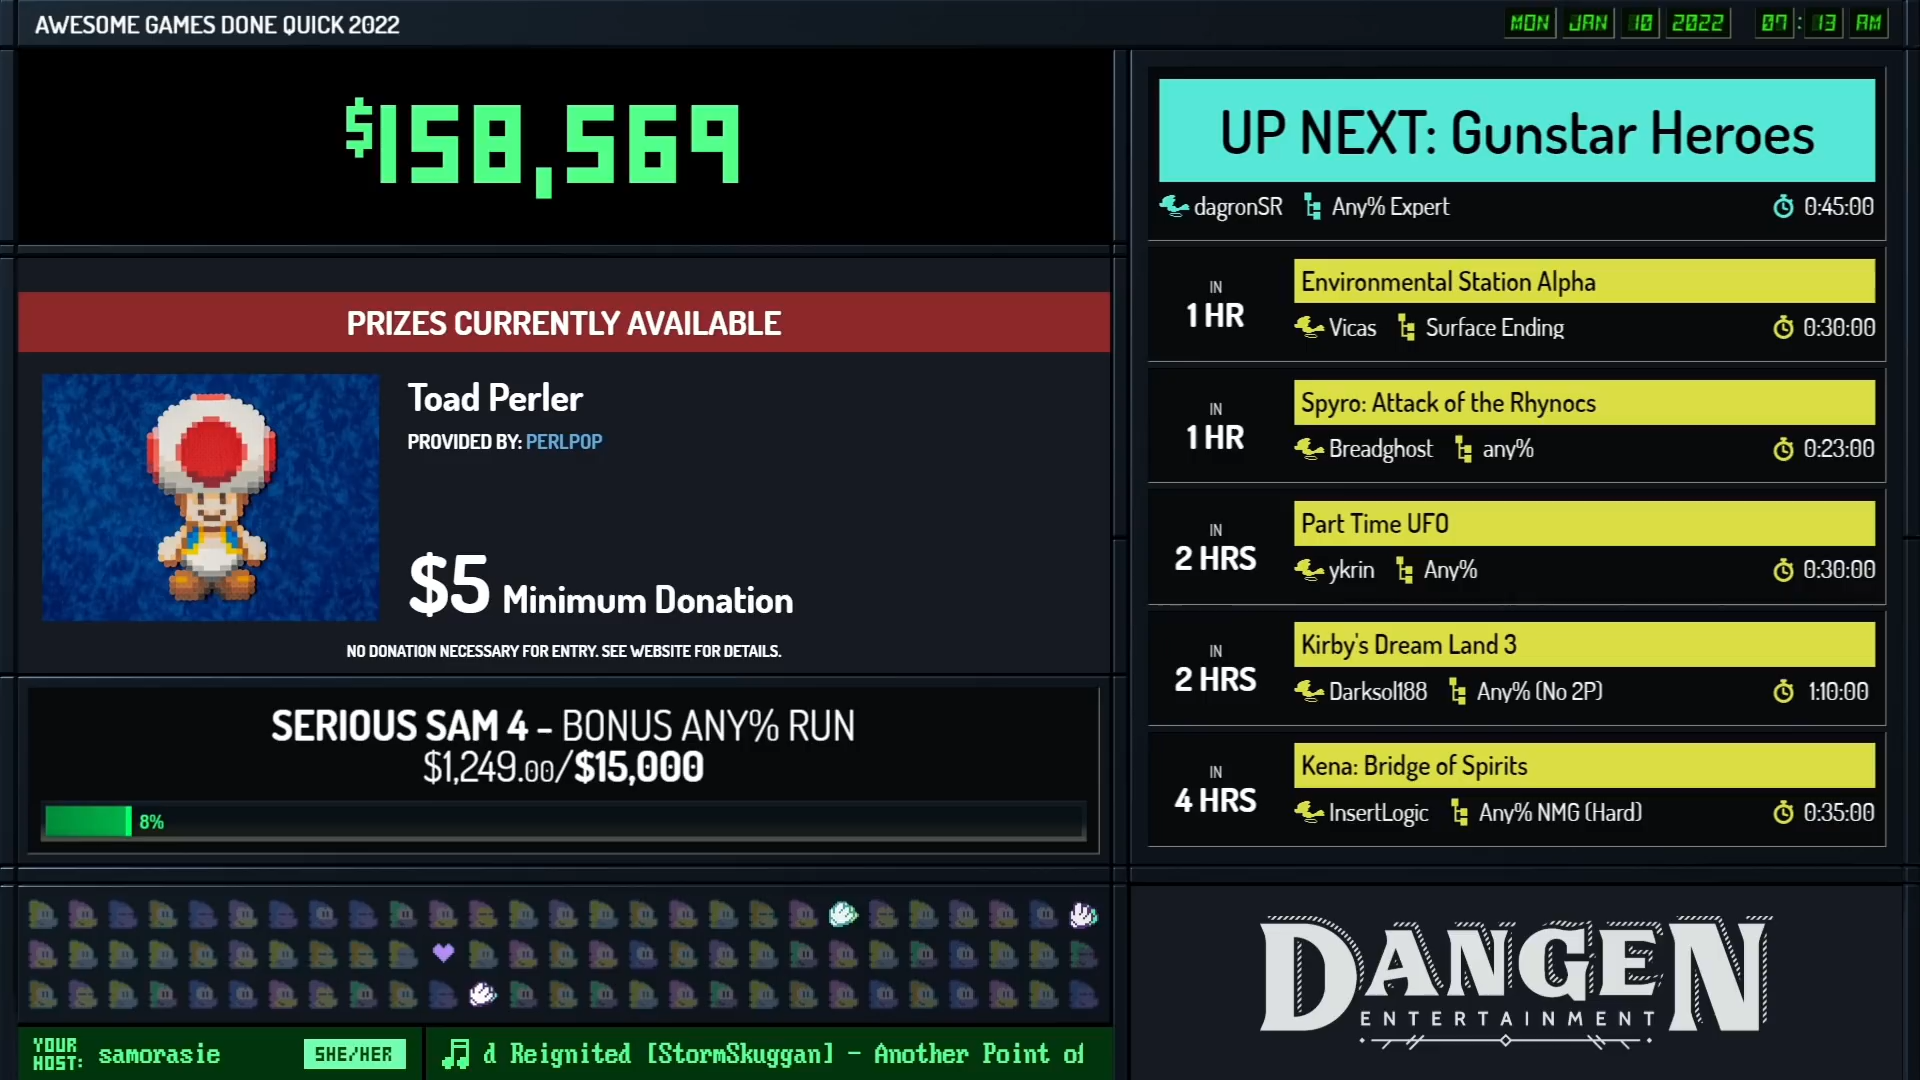 AWESOME GAMES DONE QUICK 2022
MON JAN 10 2022 07:13 AM
$158,569
PRIZES CURRENTLY AVAILABLE
Toad Perler
PROVIDED BY: PERLPOP
$5 Minimum Donation
NO DONATION NECESSARY FOR ENTRY. SEE WEBSITE FOR DETAILS.
SERIOUS SAM 4 - BONUS ANY% RUN
$1,249.00/$15,000
8%
YOUR HOST: samorasie SHE/HER
d Reignited [StormSkuggan] - Another Point of
UP NEXT: Gunstar Heroes
dagronSR Any% Expert 0:45:00
IN 1 HR
Environmental Station Alpha
Vicas Surface Ending 0:30:00
IN 1 HR
Spyro: Attack of the Rhynocs
Breadghost any% 0:23:00
IN 2 HRS
Part Time UFO
ykrin Any% 0:30:00
IN 2 HRS
Kirby's Dream Land 3
Darksol188 Any% (No 2P) 1:10:00
IN 4 HRS
Kena: Bridge of Spirits
InsertLogic Any% NMG (Hard) 0:35:00
DANGEN
ENTERTAINMENT